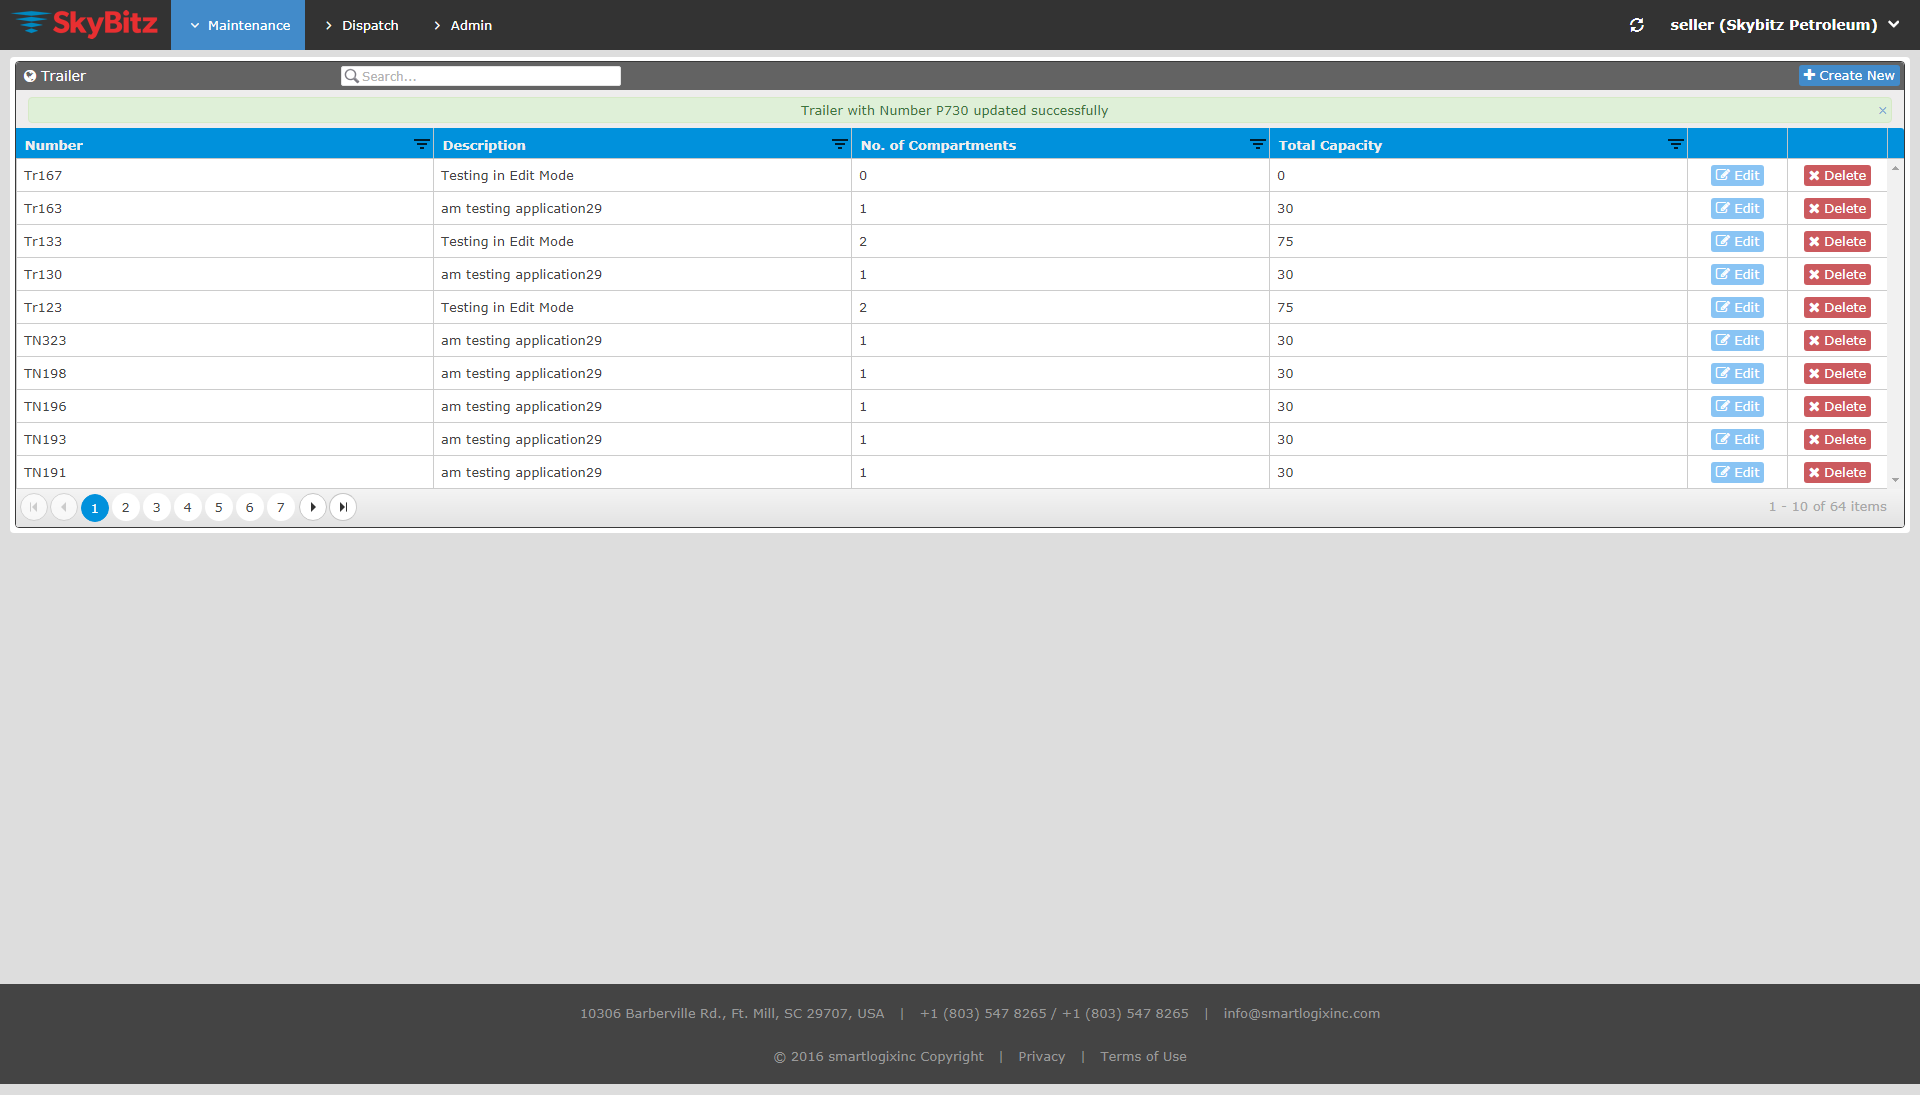 SkyBitz Maintenance Dispatch Admin seller (Skybitz Petroleum)
Trailer Search... Create New
Trailer with Number P730 updated successfully ×
Number Description No. of Compartments Total Capacity
Tr167 Testing in Edit Mode 0 0 Edit Delete
Tr163 am testing application29 1 30 Edit Delete
Tr133 Testing in Edit Mode 2 75 Edit Delete
Tr130 am testing application29 1 30 Edit Delete
Tr123 Testing in Edit Mode 2 75 Edit Delete
TN323 am testing application29 1 30 Edit Delete
TN198 am testing application29 1 30 Edit Delete
TN196 am testing application29 1 30 Edit Delete
TN193 am testing application29 1 30 Edit Delete
TN191 am testing application29 1 30 Edit Delete
1 2 3 4 5 6 7 1 - 10 of 64 items
10306 Barberville Rd., Ft. Mill, SC 29707, USA | +1 (803) 547 8265 / +1 (803) 547 8265 | info@smartlogixinc.com
© 2016 smartlogixinc Copyright | Privacy | Terms of Use